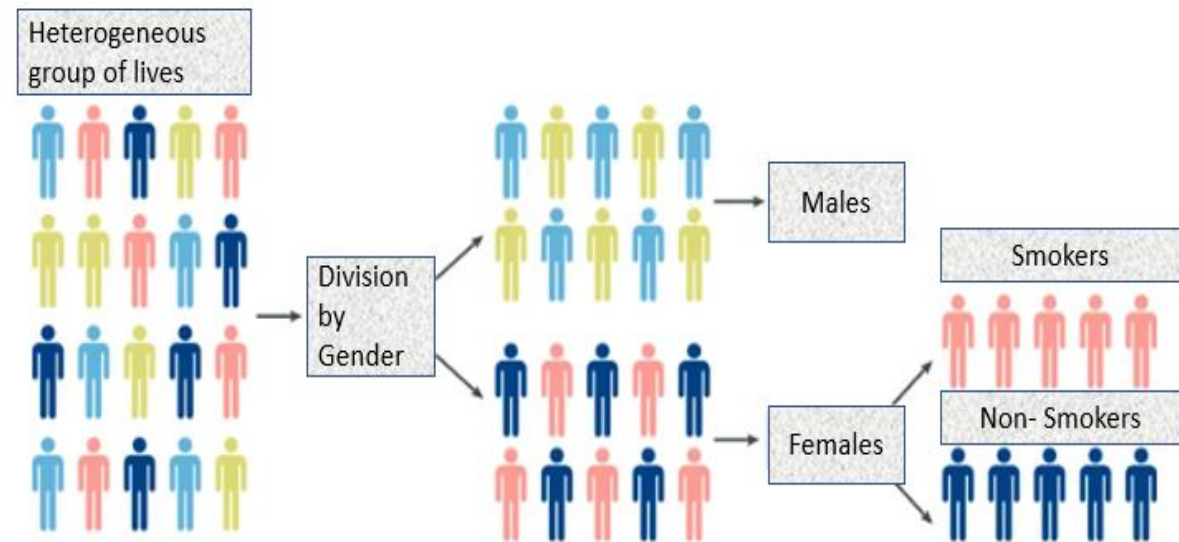 Heterogeneous
group of lives
Division
by
Gender
Males
Females
Smokers
Non- Smokers